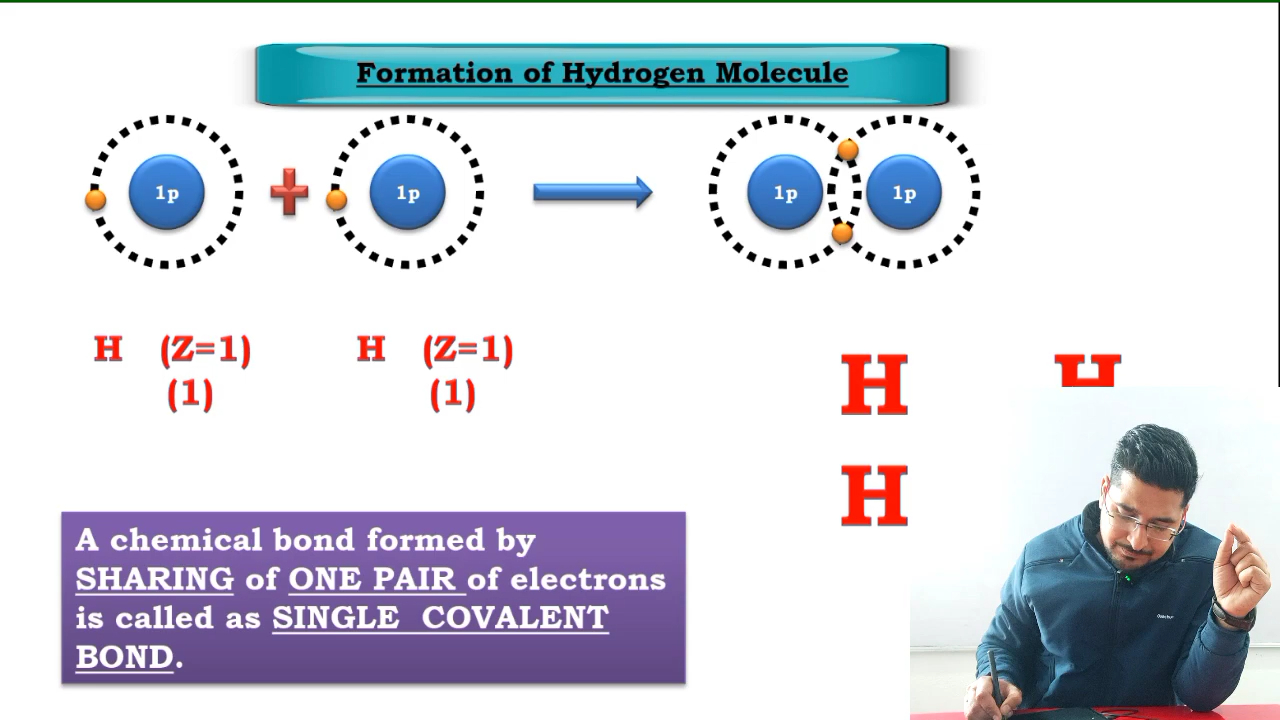 Formation of Hydrogen Molecule
1p 1p 1p 1p
H (Z=1) H (Z=1)
(1) (1)
H H
H
A chemical bond formed by
SHARING of ONE PAIR of electrons
is called as SINGLE COVALENT
BOND.